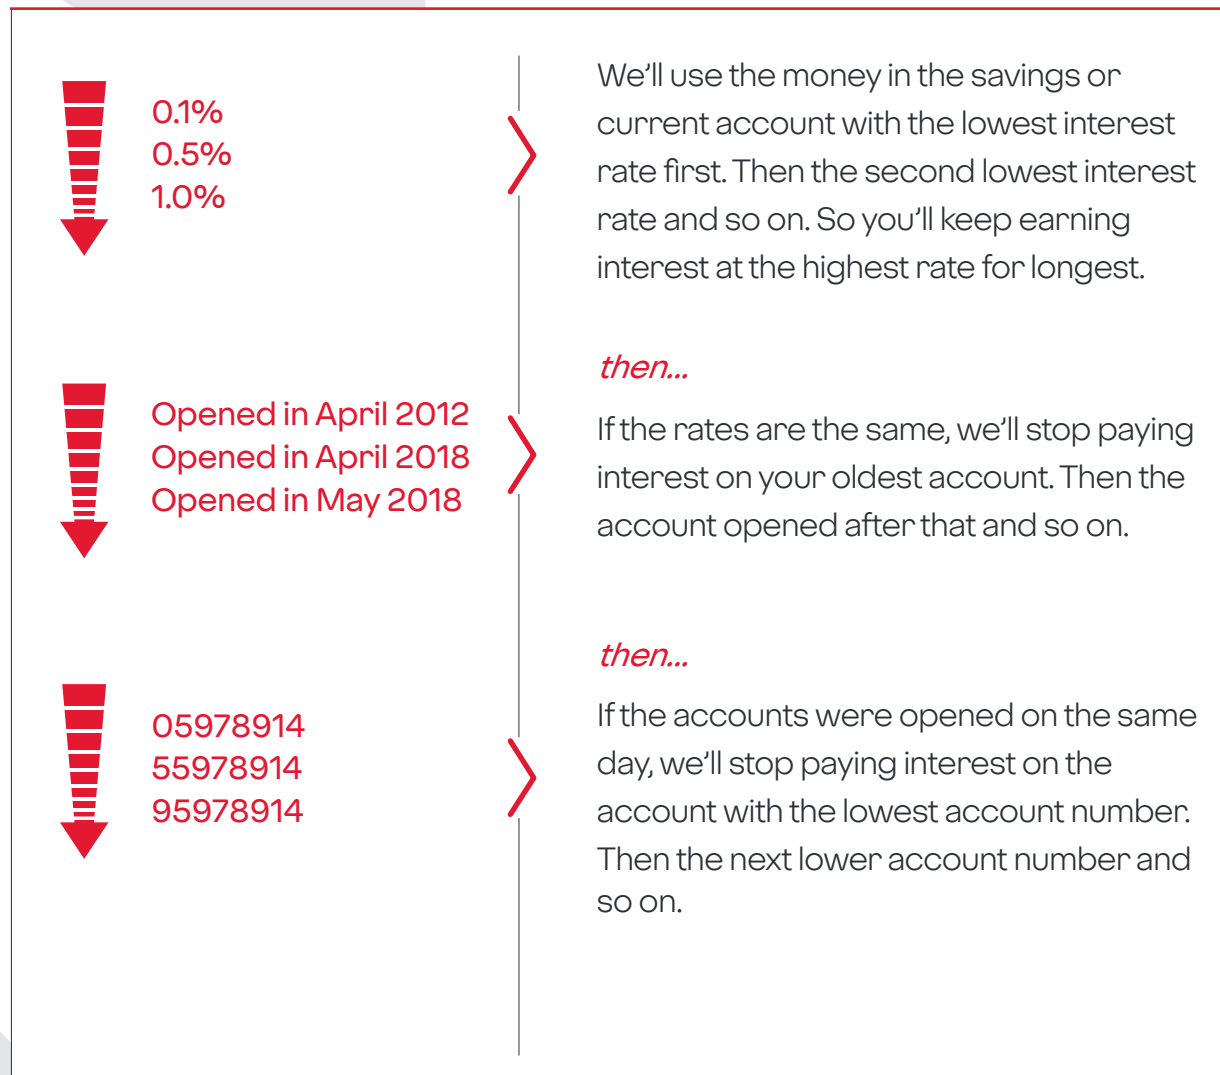 0.1%
0.5%
1.0%
We'll use the money in the savings or
current account with the lowest interest
rate first. Then the second lowest interest
rate and so on. So you'll keep earning
interest at the highest rate for longest.
then...
Opened in April 2012
Opened in April 2018
Opened in May 2018
If the rates are the same, we'll stop paying
interest on your oldest account. Then the
account opened after that and so on.
then...
05978914
55978914
95978914
If the accounts were opened on the same
day, we'll stop paying interest on the
account with the lowest account number.
Then the next lower account number and
so on.